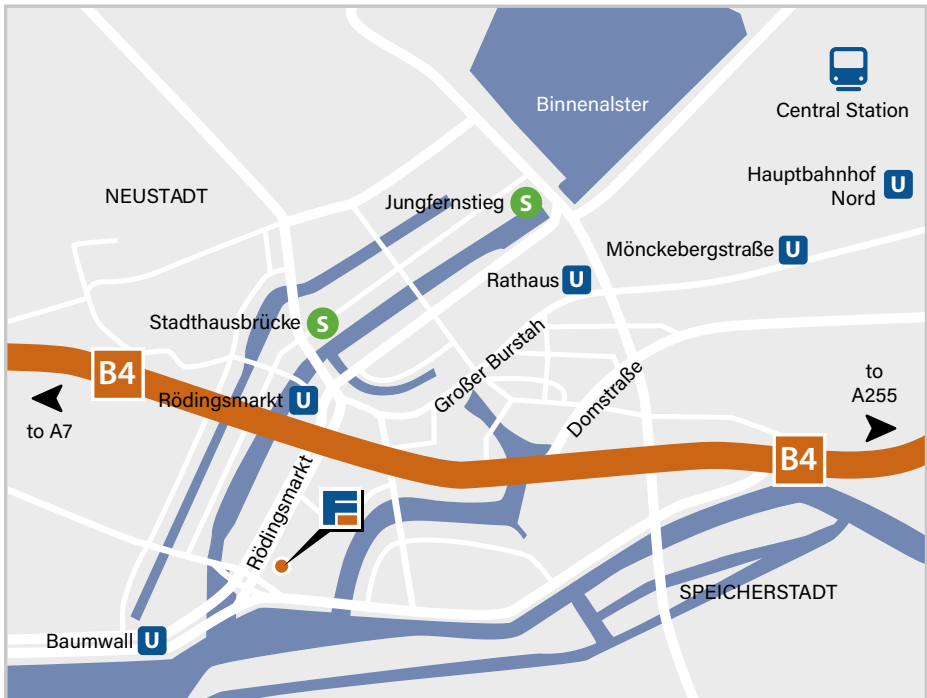 Binnenalster
Central Station
Hauptbahnhof
Nord
U
NEUSTADT
Jungfernstieg
S
Mönckebergstraße
U
Rathaus
U
Stadthausbrücke
S
Großer Burstah
B4
to
A255
Domstraße
Rödingsmarkt
U
to A7
B4
Rödingsmarkt
F
SPEICHERSTADT
Baumwall
U